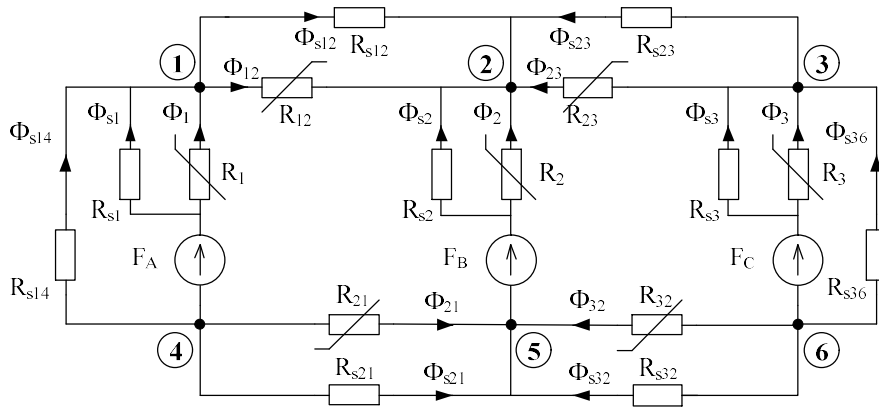 Φs12 Rs12 Φs23 Rs23
1 2 3
Φ12 R12 Φ23 R23
Φs14 Φs1 Φ1 Φs2 Φ2 Φs3 Φ3 Φs36
R1 R2 R3
Rs1 Rs2 Rs3
FA FB FC
Rs14 Rs36
R21 Φ21 Φ32 R32
4 5 6
Rs21 Φs21 Φs32 Rs32